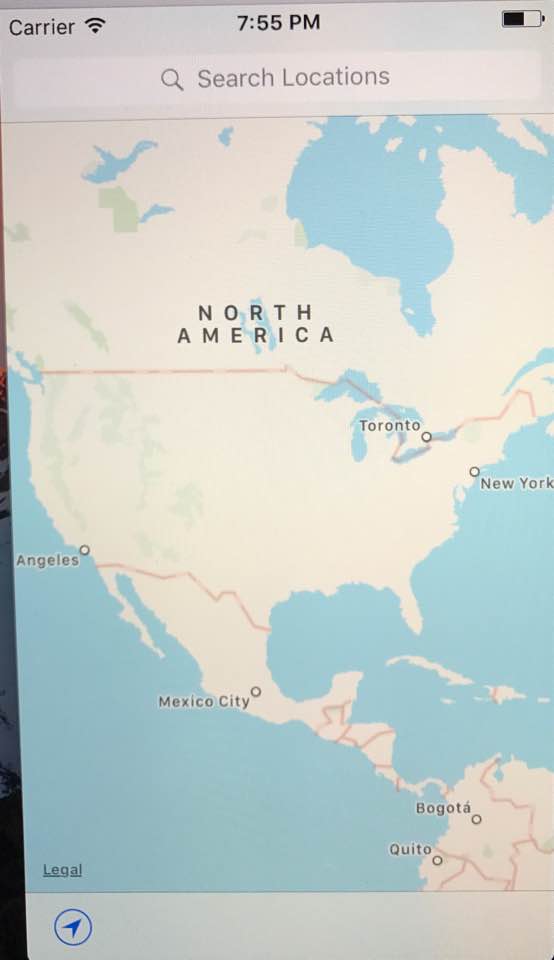 Carrier 7:55 PM
Search Locations
NORTH
AMERICA
Toronto
New York
Angeles
Mexico City
Bogotá
Quito
Legal